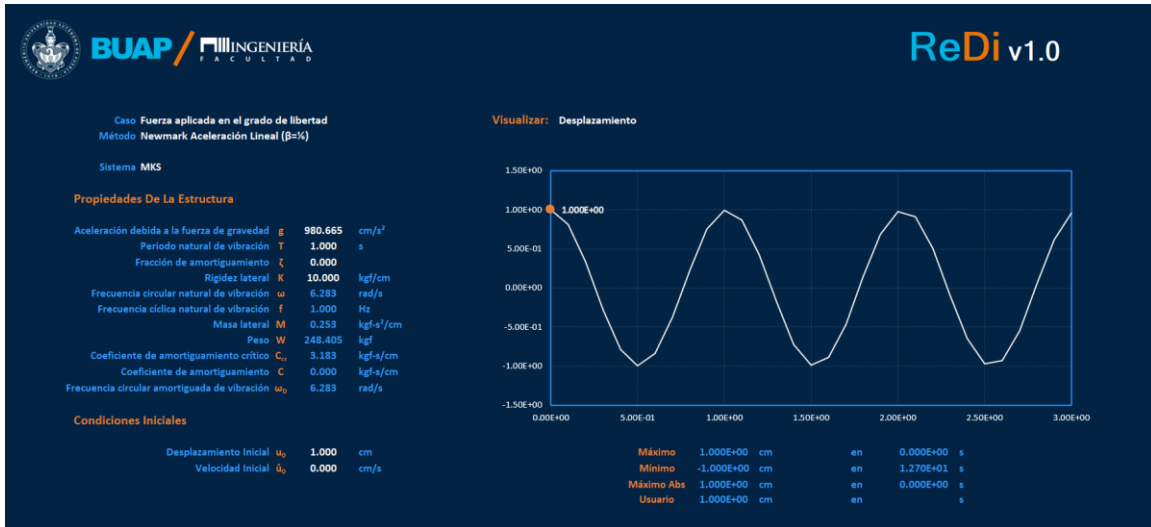 BUAP / INGENIERÍA
FACULTAD
ReDi v1.0
Caso Fuerza aplicada en el grado de libertad
Método Newmark Aceleración Lineal (β=⅙)
Sistema MKS
Propiedades De La Estructura
Aceleración debida a la fuerza de gravedad g 980.665 cm/s²
Periodo natural de vibración T 1.000 s
Fracción de amortiguamiento ζ 0.000
Rigidez lateral K 10.000 kgf/cm
Frecuencia circular natural de vibración ω 6.283 rad/s
Frecuencia cíclica natural de vibración f 1.000 Hz
Masa lateral M 0.253 kgf-s²/cm
Peso W 248.405 kgf
Coeficiente de amortiguamiento crítico Ccr 3.183 kgf-s/cm
Coeficiente de amortiguamiento C 0.000 kgf-s/cm
Frecuencia circular amortiguada de vibración ωD 6.283 rad/s
Condiciones Iniciales
Desplazamiento Inicial u₀ 1.000 cm
Velocidad Inicial u̇₀ 0.000 cm/s
Visualizar: Desplazamiento
1.50E+00
1.00E+00
1.000E+00
5.00E-01
0.00E+00
-5.00E-01
-1.00E+00
-1.50E+00
0.00E+00 5.00E-01 1.00E+00 1.50E+00 2.00E+00 2.50E+00 3.00E+00
Máximo 1.000E+00 cm en 0.000E+00 s
Mínimo -1.000E+00 cm en 1.270E+01 s
Máximo Abs 1.000E+00 cm en 0.000E+00 s
Usuario 1.000E+00 cm en s